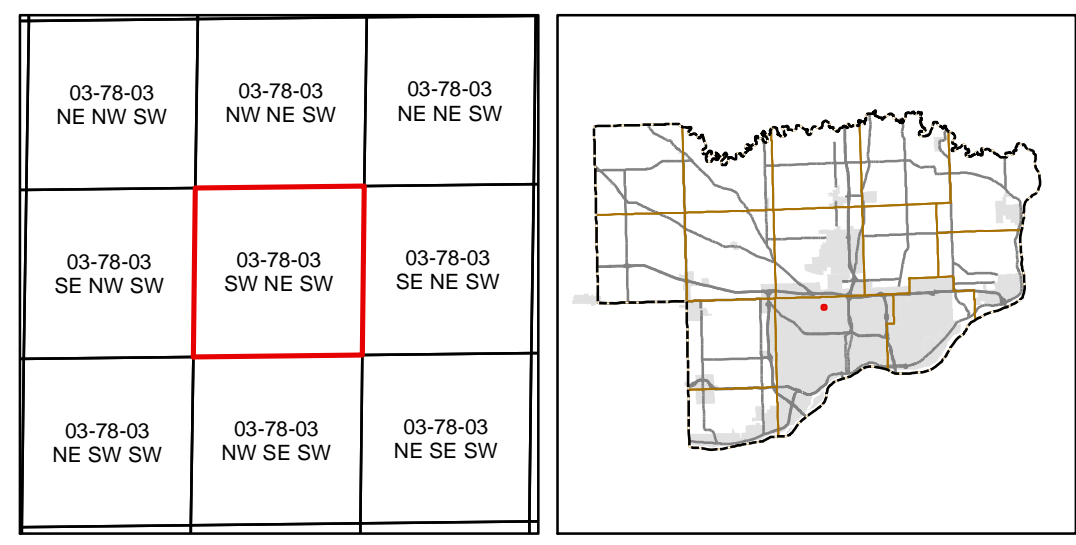 03-78-03
NE NW SW
03-78-03
NW NE SW
03-78-03
NE NE SW
03-78-03
SE NW SW
03-78-03
SW NE SW
03-78-03
SE NE SW
03-78-03
NE SW SW
03-78-03
NW SE SW
03-78-03
NE SE SW